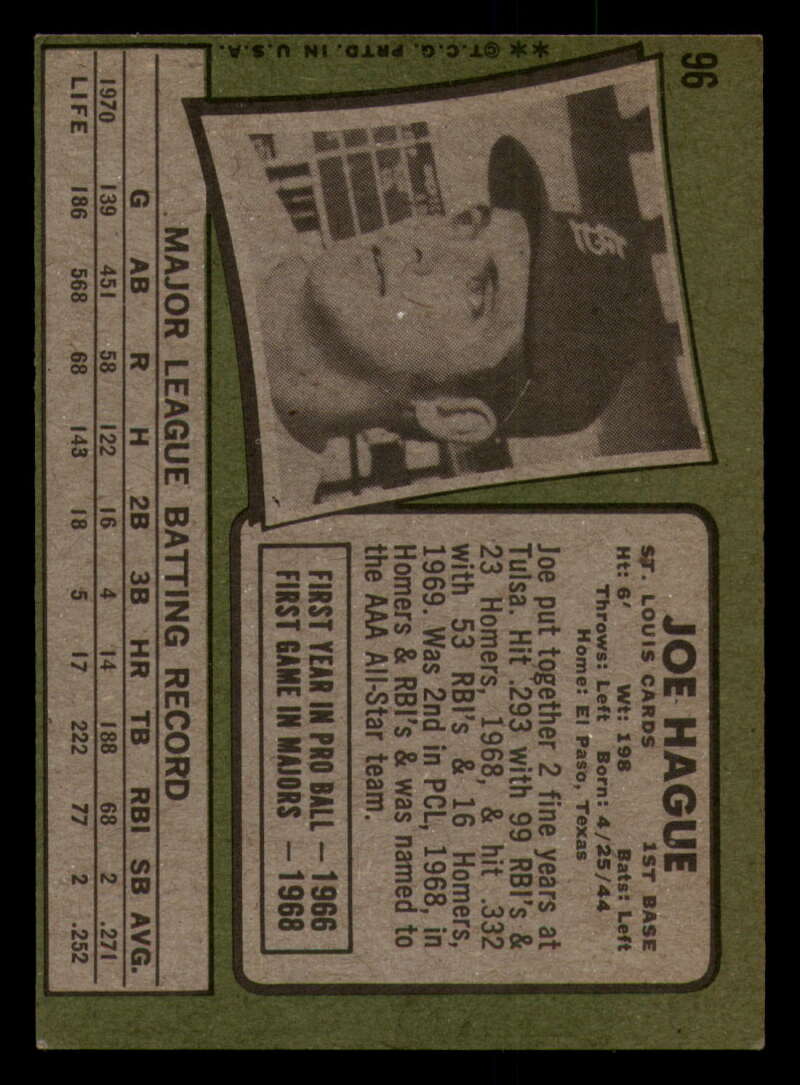 96
**©T.C.G. PRTD. IN U.S.A.
JOE HAGUE
ST. LOUIS CARDS 1ST BASE
Ht: 6' Wt: 198 Bats: Left
Throws: Left Born: 4/25/44
Home: El Paso, Texas
Joe put together 2 fine years at
Tulsa. Hit .293 with 99 RBI's &
23 Homers, 1968, & hit .332
with 53 RBI's & 16 Homers,
1969. Was 2nd in PCL, 1968, in
Homers & RBI's & was named to
the AAA All-Star team.
FIRST YEAR IN PRO BALL — 1966
FIRST GAME IN MAJORS — 1968
MAJOR LEAGUE BATTING RECORD
G AB R H 2B 3B HR TB RBI SB AVG.
1970 139 451 58 122 16 4 14 188 68 2 .271
LIFE 186 568 68 143 18 5 17 222 77 2 .252